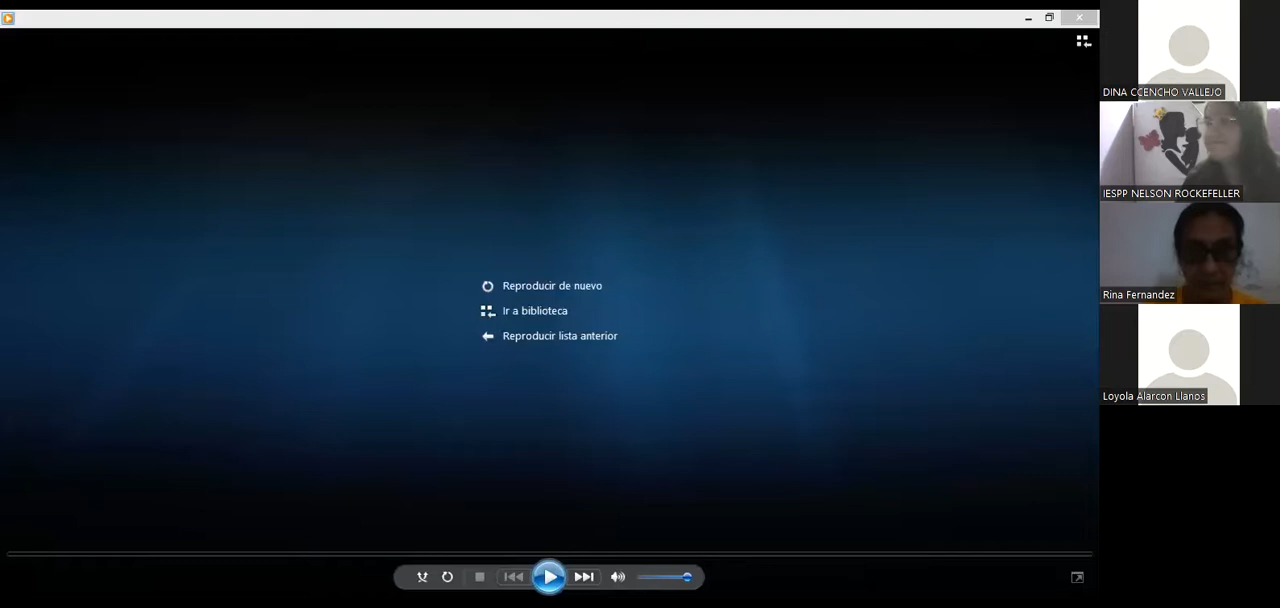 Reproducir de nuevo
Ir a biblioteca
Reproducir lista anterior
DINA CCENCHO VALLEJO
IESPP NELSON ROCKEFELLER
Rina Fernandez
Loyola Alarcon Llanos